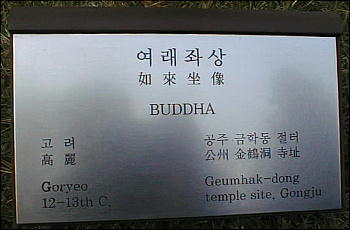 여래좌상
如來坐像
BUDDHA
고 려
高 麗
Goryeo
12-13th C.
공주 금학동 절터
公州 金鶴洞 寺址
Geumhak-dong
temple site, Gongju